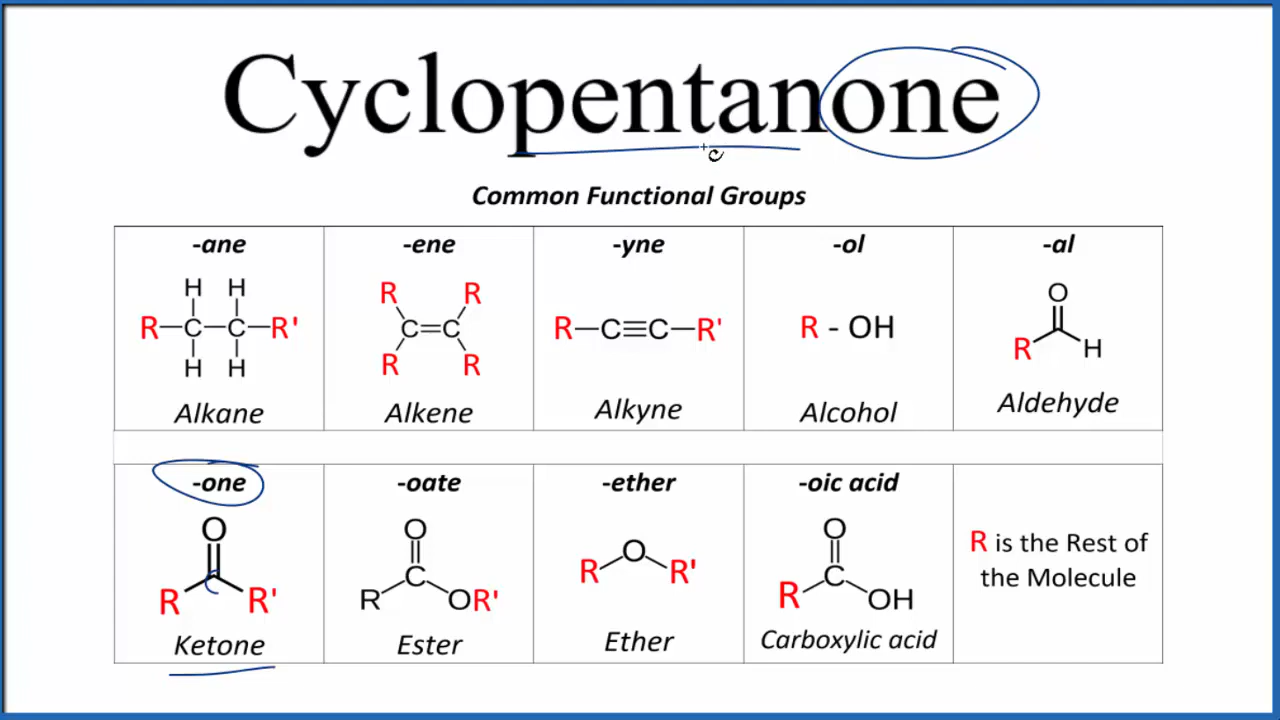 Cyclopentanone
Common Functional Groups
-ane
-ene
-yne
-ol
-al
H H
R-C-C-R'
H H
Alkane
R R
C=C
R R
Alkene
R-C≡C-R'
Alkyne
R - OH
Alcohol
O
R H
Aldehyde
-one
-oate
-ether
-oic acid
O
R R'
Ketone
O
C
R OR'
Ester
O
R R'
Ether
O
C
R OH
Carboxylic acid
R is the Rest of
the Molecule